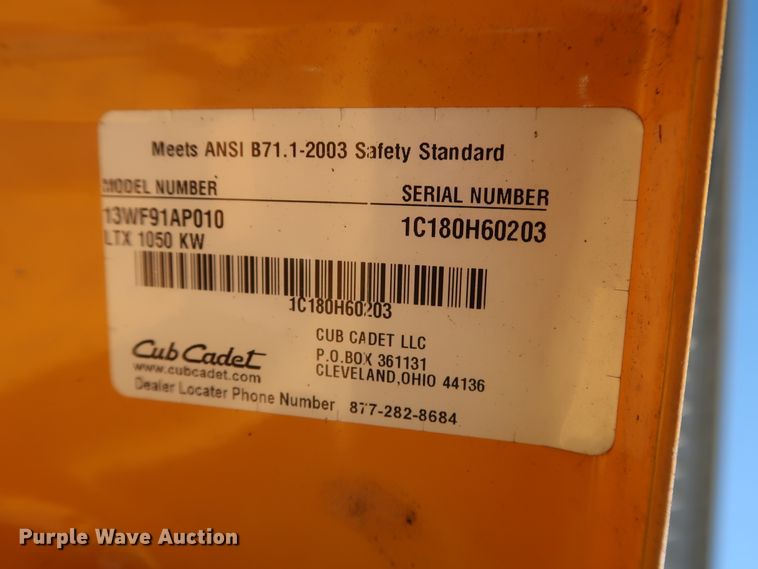 Meets ANSI B71.1-2003 Safety Standard
MODEL NUMBER SERIAL NUMBER
13WF91AP010 1C180H60203
LTX 1050 KW
1C180H60203
Cub Cadet
www.cubcadet.com
CUB CADET LLC
P.O.BOX 361131
CLEVELAND,OHIO 44136
Dealer Locater Phone Number 877-282-8684
Purple Wave Auction